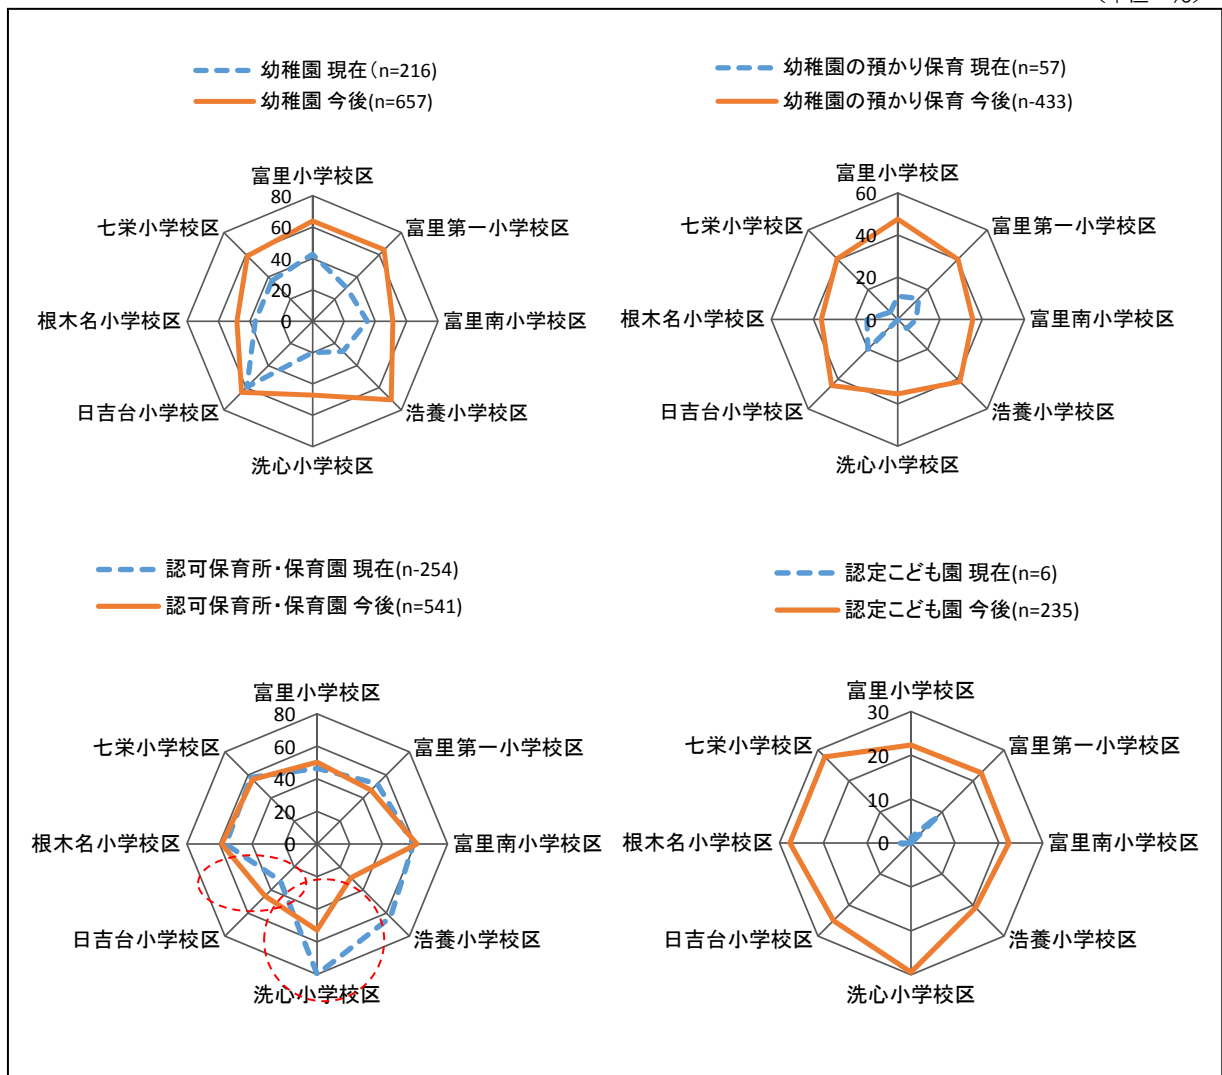 幼稚園 現在(n=216)
幼稚園 今後(n=657)
富里小学校区
富里第一小学校区
富里南小学校区
浩養小学校区
洗心小学校区
日吉台小学校区
根木名小学校区
七栄小学校区
80
60
40
20
0
幼稚園の預かり保育 現在(n=57)
幼稚園の預かり保育 今後(n-433)
富里小学校区
富里第一小学校区
富里南小学校区
浩養小学校区
洗心小学校区
日吉台小学校区
根木名小学校区
七栄小学校区
60
40
20
0
認可保育所・保育園 現在(n-254)
認可保育所・保育園 今後(n=541)
富里小学校区
富里第一小学校区
富里南小学校区
浩養小学校区
洗心小学校区
日吉台小学校区
根木名小学校区
七栄小学校区
80
60
40
20
0
認定こども園 現在(n=6)
認定こども園 今後(n=235)
富里小学校区
富里第一小学校区
富里南小学校区
浩養小学校区
洗心小学校区
日吉台小学校区
根木名小学校区
七栄小学校区
30
20
10
0